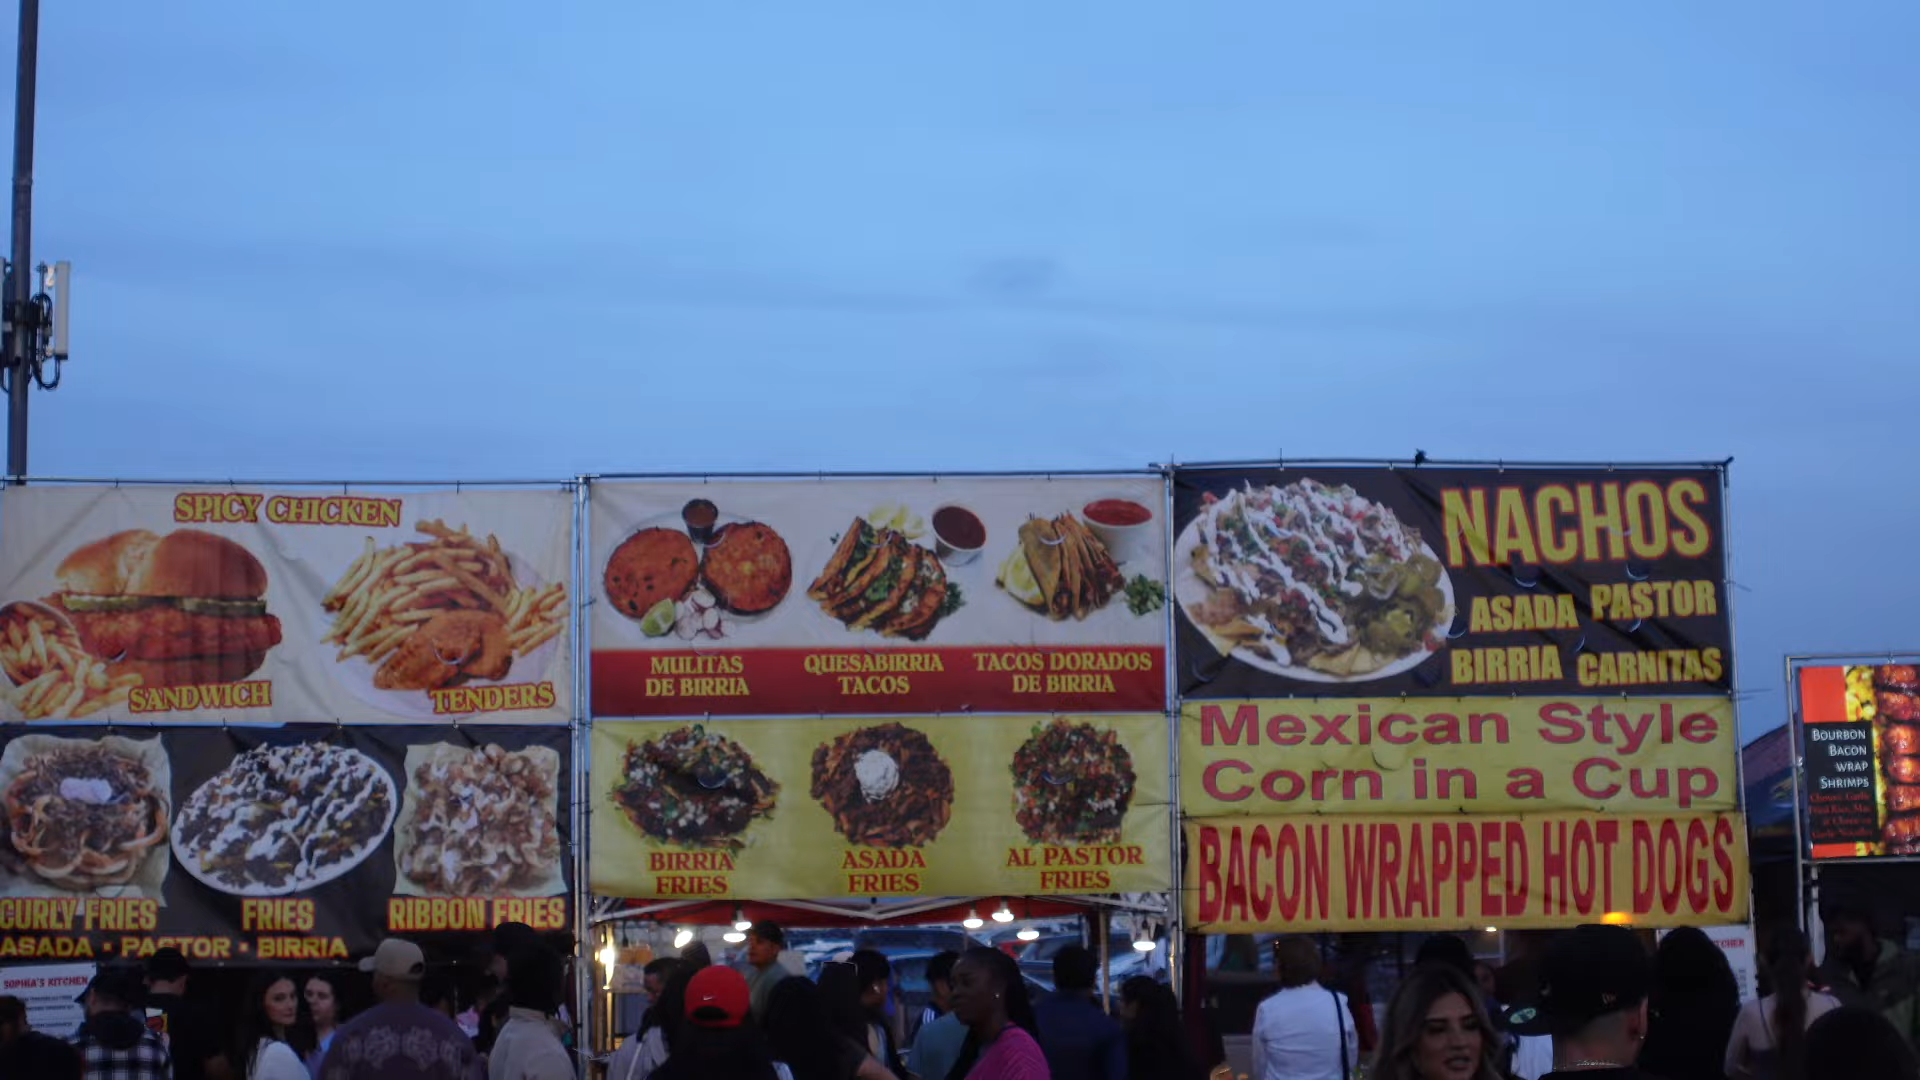 SPICY CHICKEN
SANDWICH
TENDERS
CURLY FRIES
FRIES
RIBBON FRIES
ASADA · PASTOR · BIRRIA
SOPHIA'S KITCHEN
MULITAS
DE BIRRIA
QUESABIRRIA
TACOS
TACOS DORADOS
DE BIRRIA
BIRRIA
FRIES
ASADA
FRIES
AL PASTOR
FRIES
NACHOS
ASADA PASTOR
BIRRIA CARNITAS
Mexican Style
Corn in a Cup
BACON WRAPPED HOT DOGS
BOURBON
BACON
WRAP
SHRIMPS